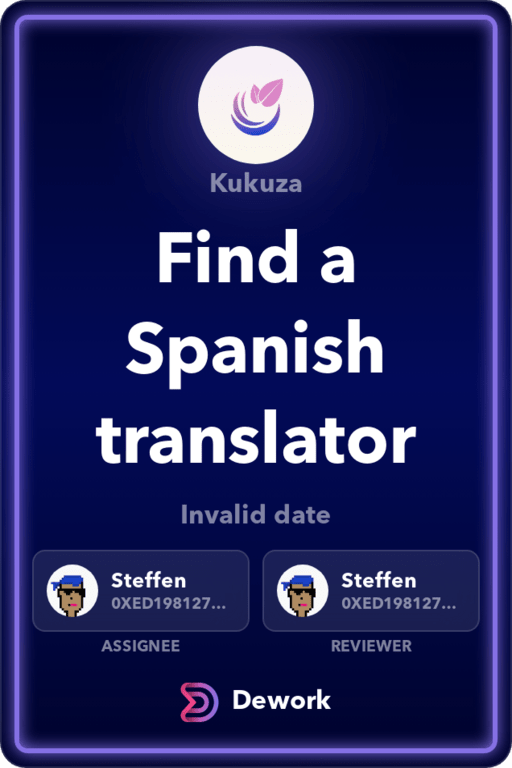 Kukuza
Find a
Spanish
translator
Invalid date
Steffen
0XED198127...
ASSIGNEE
Steffen
0XED198127...
REVIEWER
Dework